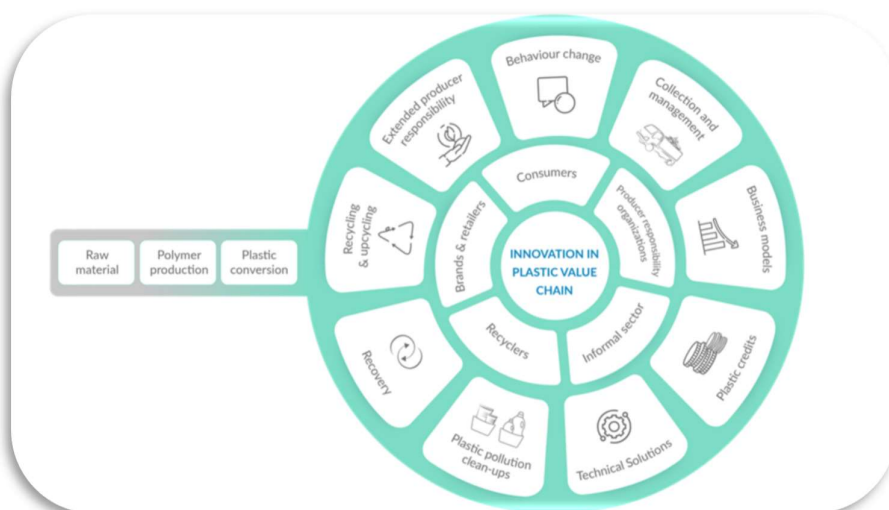 Raw
material
Polymer
production
Plastic
conversion
INNOVATION IN
PLASTIC VALUE
CHAIN
Consumers
Producer responsibility
organizations
Informal sector
Recyclers
Brands & retailers
Behaviour change
Collection and
management
Business models
Plastic credits
Technical Solutions
Plastic pollution
clean-ups
Recovery
Recycling
& upcycling
Extended producer
responsibility